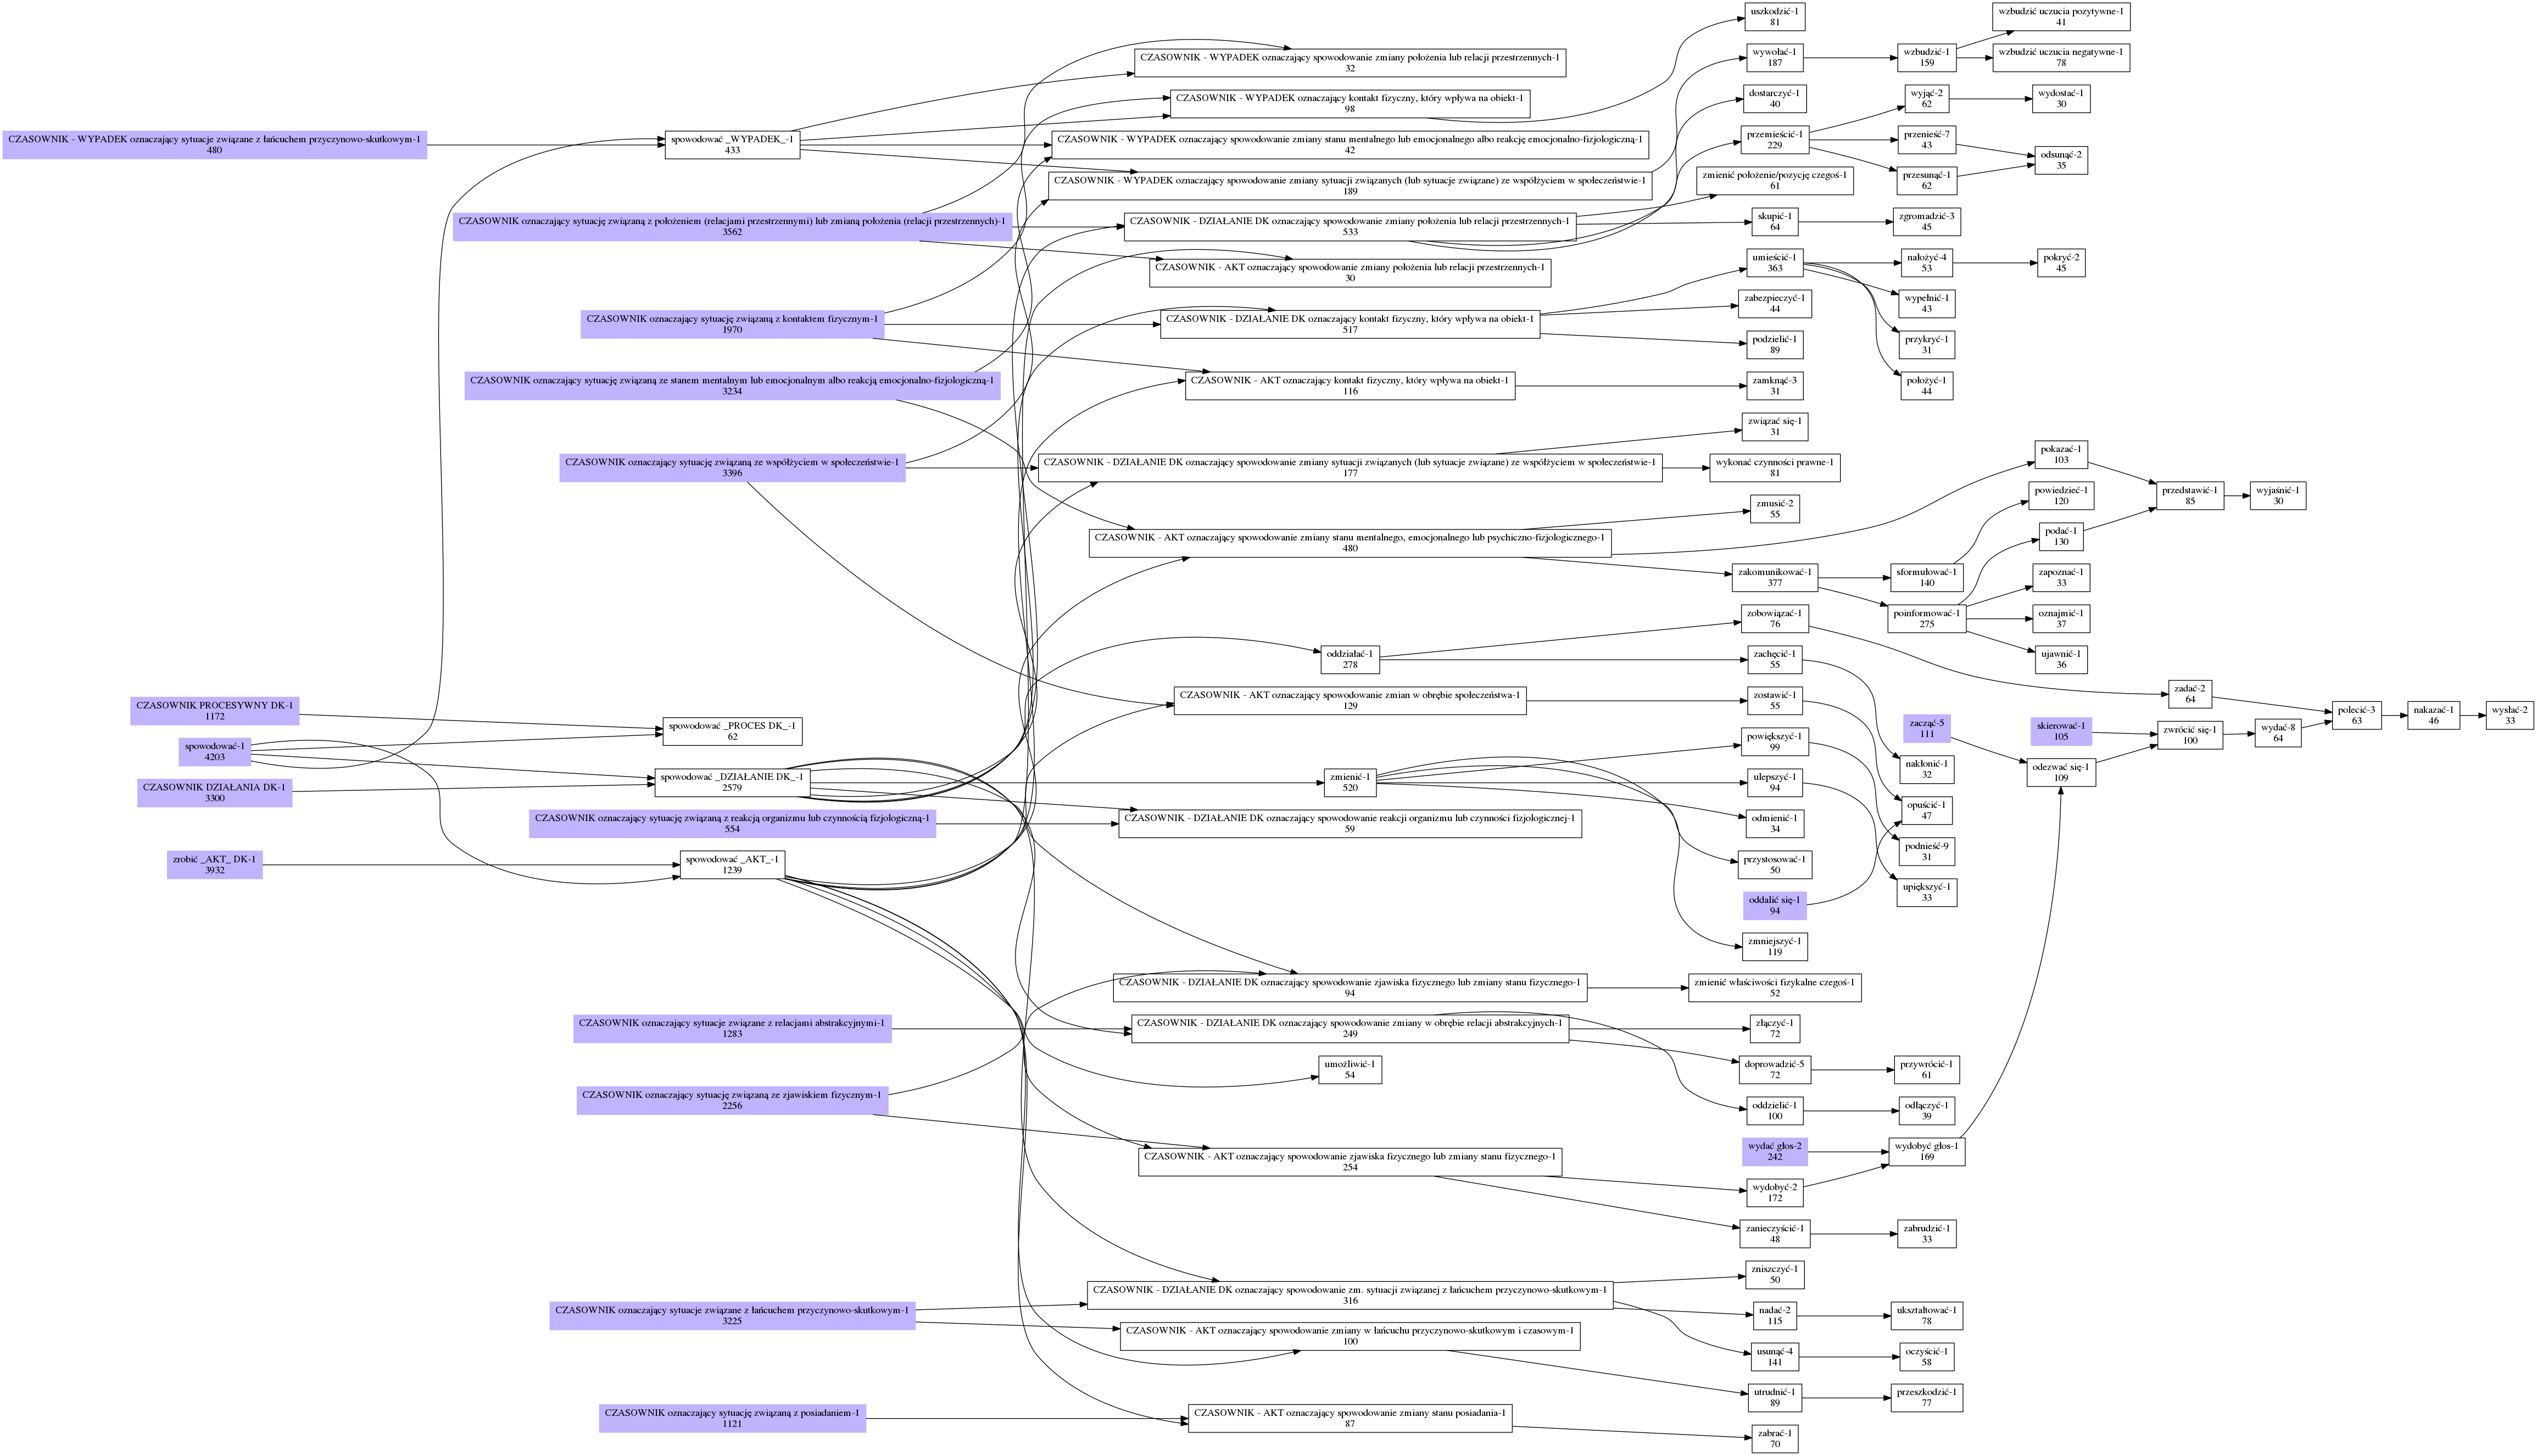 CZASOWNIK - WYPADEK oznaczający sytuacje związane z łańcuchem przyczynowo-skutkowym-1
480
CZASOWNIK PROCESYWNY DK-1
1172
spowodować-1
4203
CZASOWNIK DZIAŁANIA DK-1
3300
zrobić _AKT_ DK-1
3932
CZASOWNIK oznaczający sytuację związaną z położeniem (relacjami przestrzennymi) lub zmianą położenia (relacji przestrzennych)-1
3562
CZASOWNIK oznaczający sytuację związaną z kontaktem fizycznym-1
1970
CZASOWNIK oznaczający sytuację związaną ze stanem mentalnym lub emocjonalnym albo reakcją emocjonalno-fizjologiczną-1
3234
CZASOWNIK oznaczający sytuację związaną ze współżyciem w społeczeństwie-1
3396
CZASOWNIK oznaczający sytuację związaną z reakcją organizmu lub czynnością fizjologiczną-1
554
CZASOWNIK oznaczający sytuacje związane z relacjami abstrakcyjnymi-1
1283
CZASOWNIK oznaczający sytuację związaną ze zjawiskiem fizycznym-1
2256
CZASOWNIK oznaczający sytuacje związane z łańcuchem przyczynowo-skutkowym-1
3225
CZASOWNIK oznaczający sytuację związaną z posiadaniem-1
1121
spowodować _WYPADEK_-1
433
spowodować _PROCES DK_-1
62
spowodować _DZIAŁANIE DK_-1
2579
spowodować _AKT_-1
1239
CZASOWNIK - WYPADEK oznaczający spowodowanie zmiany położenia lub relacji przestrzennych-1
32
CZASOWNIK - WYPADEK oznaczający kontakt fizyczny, który wpływa na obiekt-1
98
CZASOWNIK - WYPADEK oznaczający spowodowanie zmiany stanu mentalnego lub emocjonalnego albo reakcję emocjonalno-fizjologiczną-1
42
CZASOWNIK - WYPADEK oznaczający spowodowanie zmiany sytuacji związanych (lub sytuacje związane) ze współżyciem w społeczeństwie-1
189
CZASOWNIK - DZIAŁANIE DK oznaczający spowodowanie zmiany położenia lub relacji przestrzennych-1
533
CZASOWNIK - AKT oznaczający spowodowanie zmiany położenia lub relacji przestrzennych-1
30
CZASOWNIK - DZIAŁANIE DK oznaczający kontakt fizyczny, który wpływa na obiekt-1
517
CZASOWNIK - AKT oznaczający kontakt fizyczny, który wpływa na obiekt-1
116
CZASOWNIK - DZIAŁANIE DK oznaczający spowodowanie zmiany sytuacji związanych (lub sytuacje związane) ze współżyciem w społeczeństwie-1
177
CZASOWNIK - AKT oznaczający spowodowanie zmiany stanu mentalnego, emocjonalnego lub psychiczno-fizjologicznego-1
480
oddziałać-1
278
CZASOWNIK - AKT oznaczający spowodowanie zmian w obrębie społeczeństwa-1
129
zmienić-1
520
CZASOWNIK - DZIAŁANIE DK oznaczający spowodowanie reakcji organizmu lub czynności fizjologicznej-1
59
CZASOWNIK - DZIAŁANIE DK oznaczający spowodowanie zjawiska fizycznego lub zmiany stanu fizycznego-1
94
CZASOWNIK - DZIAŁANIE DK oznaczający spowodowanie zmiany w obrębie relacji abstrakcyjnych-1
249
umożliwić-1
54
CZASOWNIK - AKT oznaczający spowodowanie zjawiska fizycznego lub zmiany stanu fizycznego-1
254
CZASOWNIK - DZIAŁANIE DK oznaczający spowodowanie zm. sytuacji związanej z łańcuchem przyczynowo-skutkowym-1
316
CZASOWNIK - AKT oznaczający spowodowanie zmiany w łańcuchu przyczynowo-skutkowym i czasowym-1
100
CZASOWNIK - AKT oznaczający spowodowanie zmiany stanu posiadania-1
87
uszkodzić-1
81
wywołać-1
187
dostarczyć-1
40
przemieścić-1
229
zmienić położenie/pozycję czegoś-1
61
skupić-1
64
umieścić-1
363
zabezpieczyć-1
44
podzielić-1
89
zamknąć-3
31
związać się-1
31
wykonać czynności prawne-1
81
zmusić-2
55
zakomunikować-1
377
zobowiązać-1
76
zachęcić-1
55
zostawić-1
55
powiększyć-1
99
ulepszyć-1
94
odmienić-1
34
przystosować-1
50
oddalić się-1
94
zmniejszyć-1
119
zmienić właściwości fizykalne czegoś-1
52
złączyć-1
72
doprowadzić-5
72
oddzielić-1
100
wydać głos-2
242
wydobyć-2
172
zanieczyścić-1
48
zniszczyć-1
50
nadać-2
115
usunąć-4
141
utrudnić-1
89
zabrać-1
70
wzbudzić-1
159
wyjąć-2
62
przenieść-7
43
przesunąć-1
62
zgromadzić-3
45
nałożyć-4
53
wypełnić-1
43
przykryć-1
31
położyć-1
44
sformułować-1
140
poinformować-1
275
zacząć-5
111
nakłonić-1
32
opuścić-1
47
podnieść-9
31
upiększyć-1
33
przywrócić-1
61
odłączyć-1
39
wydobyć głos-1
169
zabrudzić-1
33
ukształtować-1
78
oczyścić-1
58
przeszkodzić-1
77
wzbudzić uczucia pozytywne-1
41
wzbudzić uczucia negatywne-1
78
wydostać-1
30
odsunąć-2
35
pokryć-2
45
pokazać-1
103
powiedzieć-1
120
podać-1
130
zapoznać-1
33
oznajmić-1
37
ujawnić-1
36
skierować-1
105
odezwać się-1
109
przedstawić-1
85
zadać-2
64
zwrócić się-1
100
wyjaśnić-1
30
wydać-8
64
polecić-3
63
nakazać-1
46
wysłać-2
33